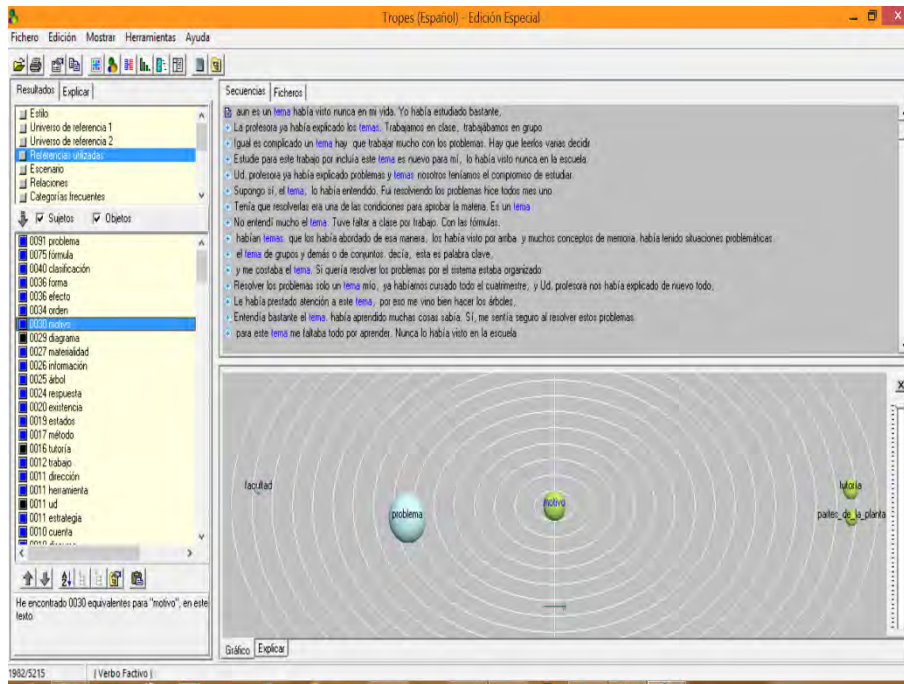 Tropes (Español) - Edición Especial
Fichero Edición Mostrar Herramientas Ayuda
Resultados Explicar
Estilo
Universo de referencia 1
Universo de referencia 2
Referencias utilizadas
Escenario
Relaciones
Categorías frecuentes
Sujetos Objetos
0091 problema
0075 fórmula
0040 clasificación
0036 forma
0036 efecto
0034 orden
0030 motivo
0029 diagrama
0027 materialidad
0026 información
0025 árbol
0024 respuesta
0020 existencia
0019 estados
0017 método
0016 tutoría
0012 trabajo
0011 dirección
0011 herramienta
0011 ud
0011 estrategia
0010 cuenta
He encontrado 0030 equivalentes para "motivo", en este
texto
Secuencias Ficheros
aun es un tema había visto nunca en mi vida. Yo había estudiado bastante,
La profesora ya había explicado los temas. Trabajamos en clase, trabajábamos en grupo
Igual es complicado un tema hay que trabajar mucho con los problemas. Hay que leerlos varias decidir
Estude para este trabajo por incluía este tema es nuevo para mí, lo había visto nunca en la escuela.
Ud. profesora ya había explicado problemas y temas nosotros teníamos el compromiso de estudiar.
Supongo sí, el tema, lo había entendido. Fui resolviendo los problemas hice todos mes uno
Tenía que resolverlas era una de las condiciones para aprobar la materia. Es un tema
No entendí mucho el tema. Tuve faltar a clase por trabajo. Con las fórmulas.
habían temas que los había abordado de esa manera, los había visto por arriba y muchos conceptos de memoria. había tenido situaciones problemáticas
el tema de grupos y demás o de conjuntos. decía, esta es palabra clave,
y me costaba el tema. Sí quería resolver los problemas por el sistema estaba organizado
Resolver los problemas solo un tema mío, ya habíamos cursado todo el cuatrimestre, y Ud. profesora nos había explicado de nuevo todo,
Le había prestado atención a este tema, por eso me vino bien hacer los árboles,
Entendía bastante el tema. había aprendido muchas cosas sabía. Sí, me sentía seguro al resolver estos problemas
para este tema me faltaba todo por aprender. Nunca lo había visto en la escuela
facultad
problema
motivo
tutoría
partec_de_la_planta
Gráfico Explicar
1982/5215 | Verbo Factivo |